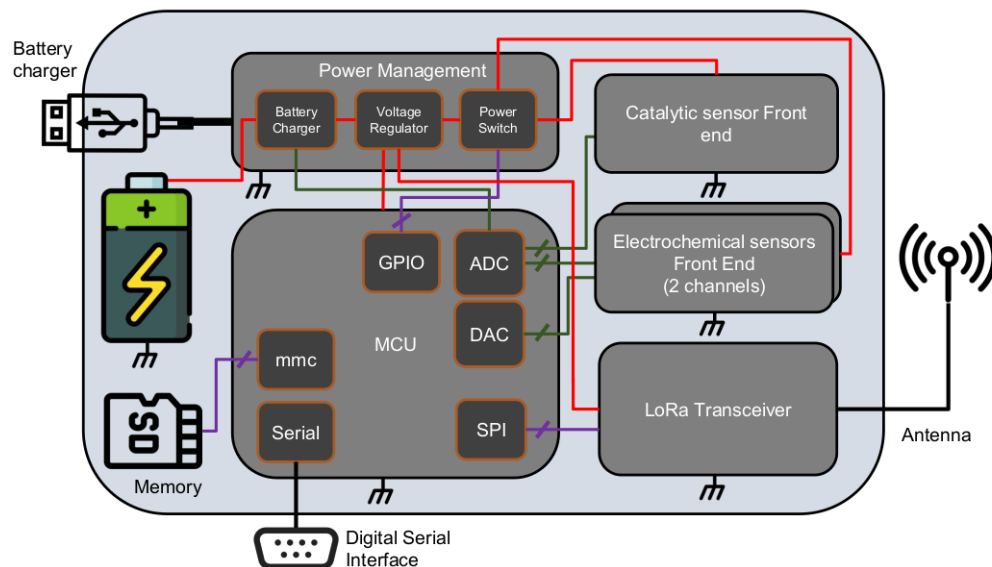 Battery
charger
Power Management
Battery
Charger
Voltage
Regulator
Power
Switch
Catalytic sensor Front
end
GPIO
ADC
Electrochemical sensors
Front End
(2 channels)
DAC
MCU
mmc
LoRa Transceiver
SD
Serial
SPI
Antenna
Memory
Digital Serial
Interface